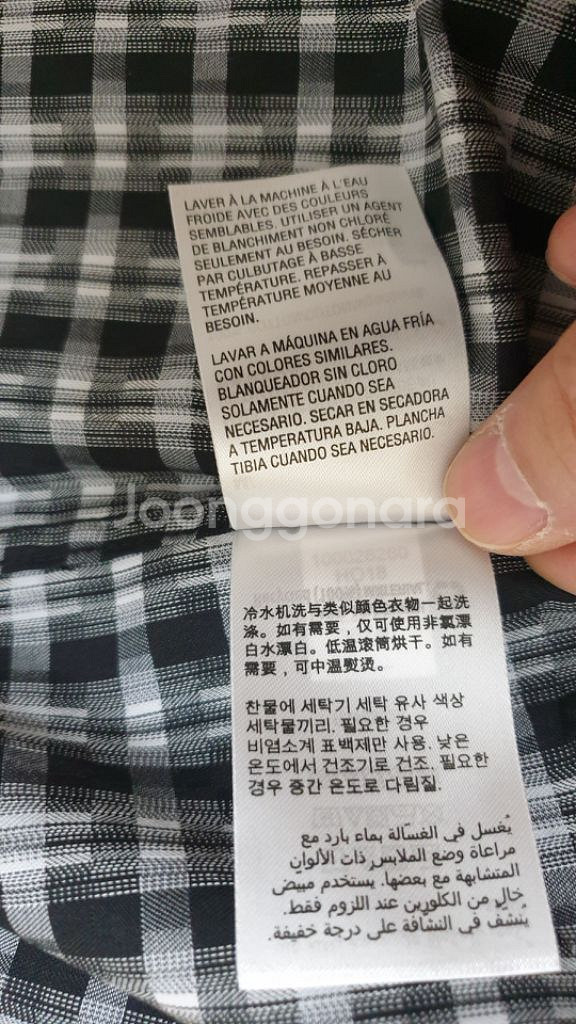 LAVER À LA MACHINE À L'EAU
FROIDE AVEC DES COULEURS
SEMBLABLES. UTILISER UN AGENT
DE BLANCHIMENT NON CHLORÉ
SEULEMENT AU BESOIN. SÉCHER
PAR CULBUTAGE À BASSE
TEMPÉRATURE. REPASSER À
TEMPÉRATURE MOYENNE AU
BESOIN.
LAVAR A MÁQUINA EN AGUA FRÍA
CON COLORES SIMILARES.
BLANQUEADOR SIN CLORO
SOLAMENTE CUANDO SEA
NECESARIO. SECAR EN SECADORA
A TEMPERATURA BAJA. PLANCHA
TIBIA CUANDO SEA NECESARIO.
Joonggonara
冷水机洗与类似颜色衣物一起洗
涤。如有需要，仅可使用非氯漂
白水漂白。低温滚筒烘干。如有
需要，可中温熨烫。
찬물에 세탁기 세탁 유사 색상
세탁물끼리. 필요한 경우
비염소계 표백제만 사용. 낮은
온도에서 건조기로 건조. 필요한
경우 중간 온도로 다림질.
يُغسل في الغسّالة بماء بارد مع
مراعاة وضع الملابس ذات الألوان
المتشابهة مع بعضها. يُستخدم مبيض
خالٍ من الكلورين عند اللزوم فقط.
يُنشّف في النشّافة على درجة خفيفة.